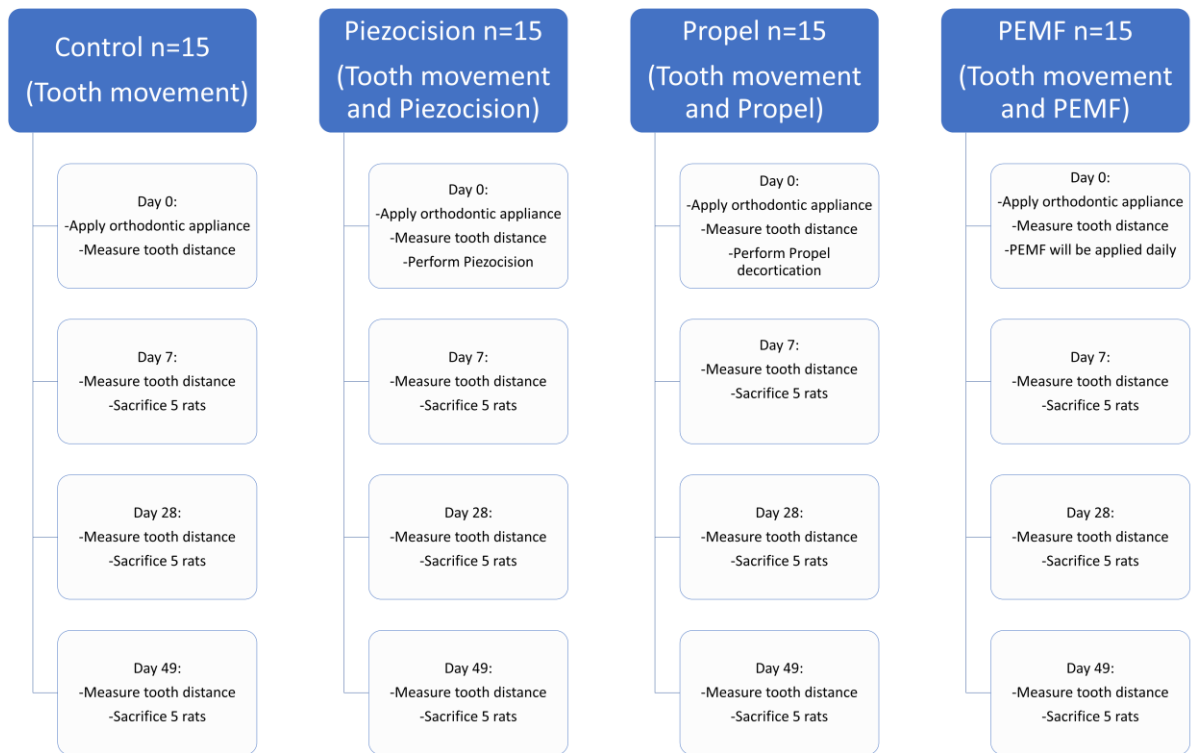 Control n=15
(Tooth movement)
Day 0:
-Apply orthodontic appliance
-Measure tooth distance
Day 7:
-Measure tooth distance
-Sacrifice 5 rats
Day 28:
-Measure tooth distance
-Sacrifice 5 rats
Day 49:
-Measure tooth distance
-Sacrifice 5 rats
Piezocision n=15
(Tooth movement
and Piezocision)
Day 0:
-Apply orthodontic appliance
-Measure tooth distance
-Perform Piezocision
Day 7:
-Measure tooth distance
-Sacrifice 5 rats
Day 28:
-Measure tooth distance
-Sacrifice 5 rats
Day 49:
-Measure tooth distance
-Sacrifice 5 rats
Propel n=15
(Tooth movement
and Propel)
Day 0:
-Apply orthodontic appliance
-Measure tooth distance
-Perform Propel
decortication
Day 7:
-Measure tooth distance
-Sacrifice 5 rats
Day 28:
-Measure tooth distance
-Sacrifice 5 rats
Day 49:
-Measure tooth distance
-Sacrifice 5 rats
PEMF n=15
(Tooth movement
and PEMF)
Day 0:
-Apply orthodontic appliance
-Measure tooth distance
-PEMF will be applied daily
Day 7:
-Measure tooth distance
-Sacrifice 5 rats
Day 28:
-Measure tooth distance
-Sacrifice 5 rats
Day 49:
-Measure tooth distance
-Sacrifice 5 rats